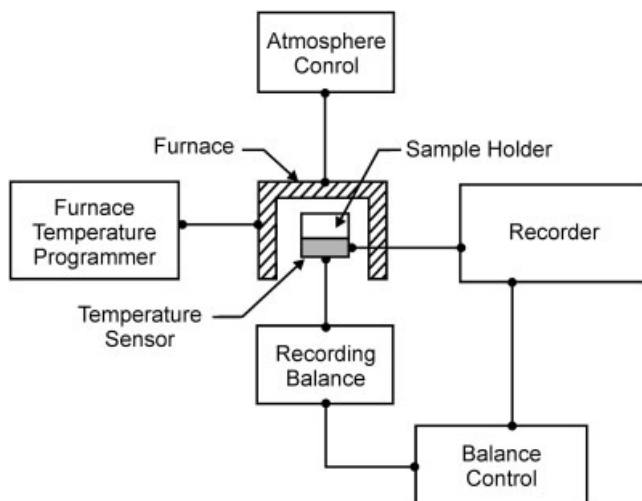 Atmosphere
Conrol
Furnace
Sample Holder
Furnace
Temperature
Programmer
Recorder
Temperature
Sensor
Recording
Balance
Balance
Control